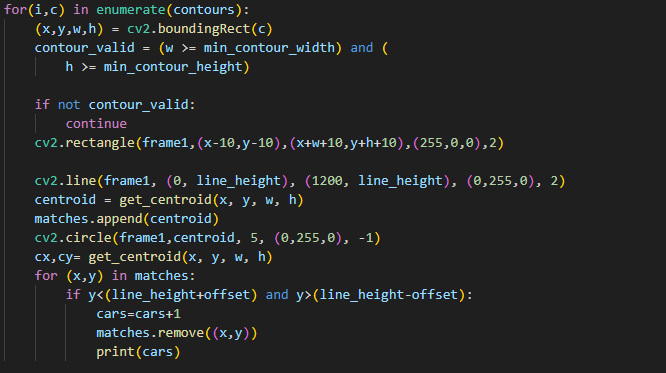 for(i,c) in enumerate(contours):
    (x,y,w,h) = cv2.boundingRect(c)
    contour_valid = (w >= min_contour_width) and (
        h >= min_contour_height)

    if not contour_valid:
        continue
    cv2.rectangle(frame1,(x-10,y-10),(x+w+10,y+h+10),(255,0,0),2)

    cv2.line(frame1, (0, line_height), (1200, line_height), (0,255,0), 2)
    centroid = get_centroid(x, y, w, h)
    matches.append(centroid)
    cv2.circle(frame1,centroid, 5, (0,255,0), -1)
    cx,cy= get_centroid(x, y, w, h)
    for (x,y) in matches:
        if y<(line_height+offset) and y>(line_height-offset):
            cars=cars+1
            matches.remove((x,y))
            print(cars)